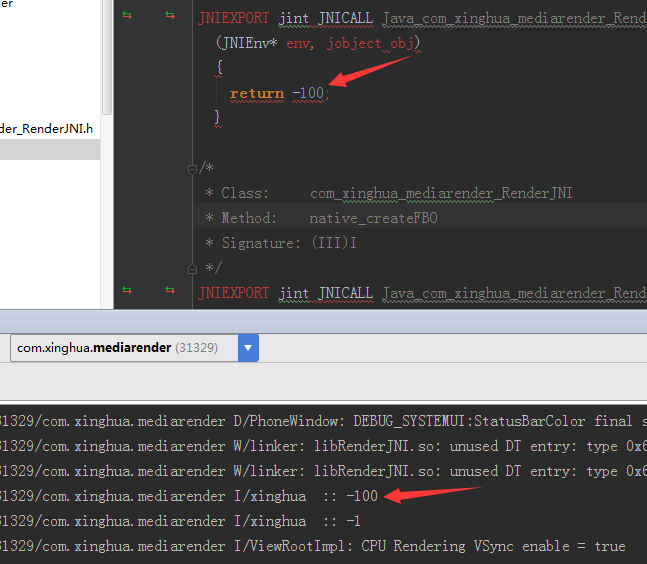 der
JNIEXPORT jint JNICALL Java_com_xinghua_mediarender_Rend
(JNIEnv* env, jobject obj)
{
return -100;
}
der_RenderJNI.h
/*
* Class: com_xinghua_mediarender_RenderJNI
* Method: native_createFBO
* Signature: (III)I
*/
JNIEXPORT jint JNICALL Java_com_xinghua_mediarender_Rend
com.xinghua.mediarender (31329)
31329/com.xinghua.mediarender D/PhoneWindow: DEBUG_SYSTEMUI:StatusBarColor final s
31329/com.xinghua.mediarender W/linker: libRenderJNI.so: unused DT entry: type 0x6
31329/com.xinghua.mediarender W/linker: libRenderJNI.so: unused DT entry: type 0x6
31329/com.xinghua.mediarender I/xinghua :: -100
31329/com.xinghua.mediarender I/xinghua :: -1
31329/com.xinghua.mediarender I/ViewRootImpl: CPU Rendering VSync enable = true